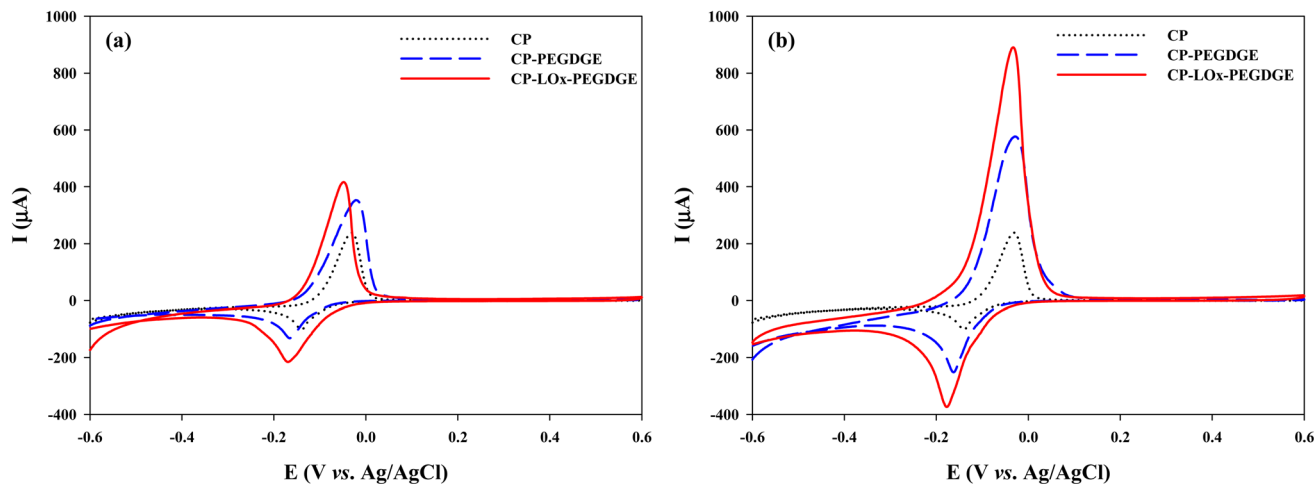 (a)
CP
CP-PEGDGE
CP-LOx-PEGDGE
1000
800
600
400
200
0
-200
-400
I (μA)
-0.6 -0.4 -0.2 0.0 0.2 0.4 0.6
E (V vs. Ag/AgCl)
(b)
CP
CP-PEGDGE
CP-LOx-PEGDGE
1000
800
600
400
200
0
-200
-400
I (μA)
-0.6 -0.4 -0.2 0.0 0.2 0.4 0.6
E (V vs. Ag/AgCl)